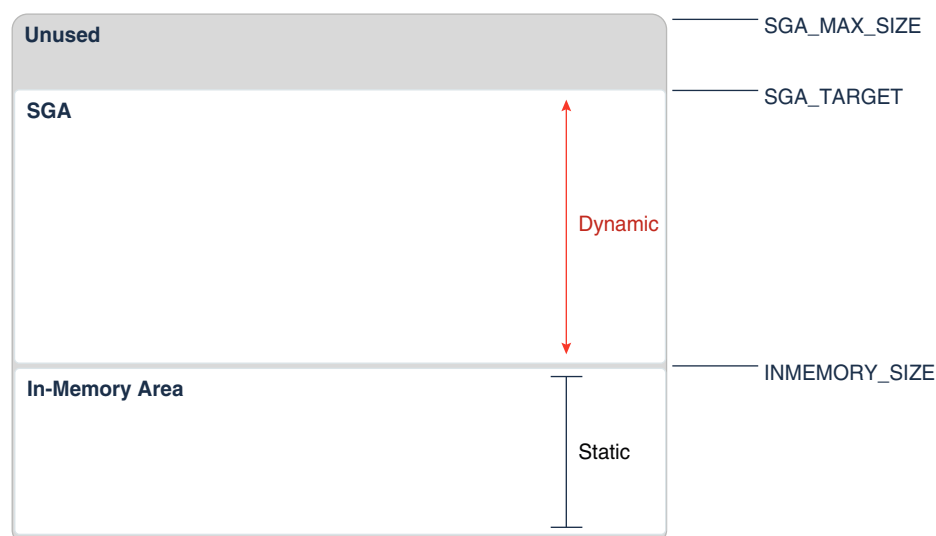 Unused
SGA_MAX_SIZE
SGA_TARGET
SGA
Dynamic
INMEMORY_SIZE
In-Memory Area
Static